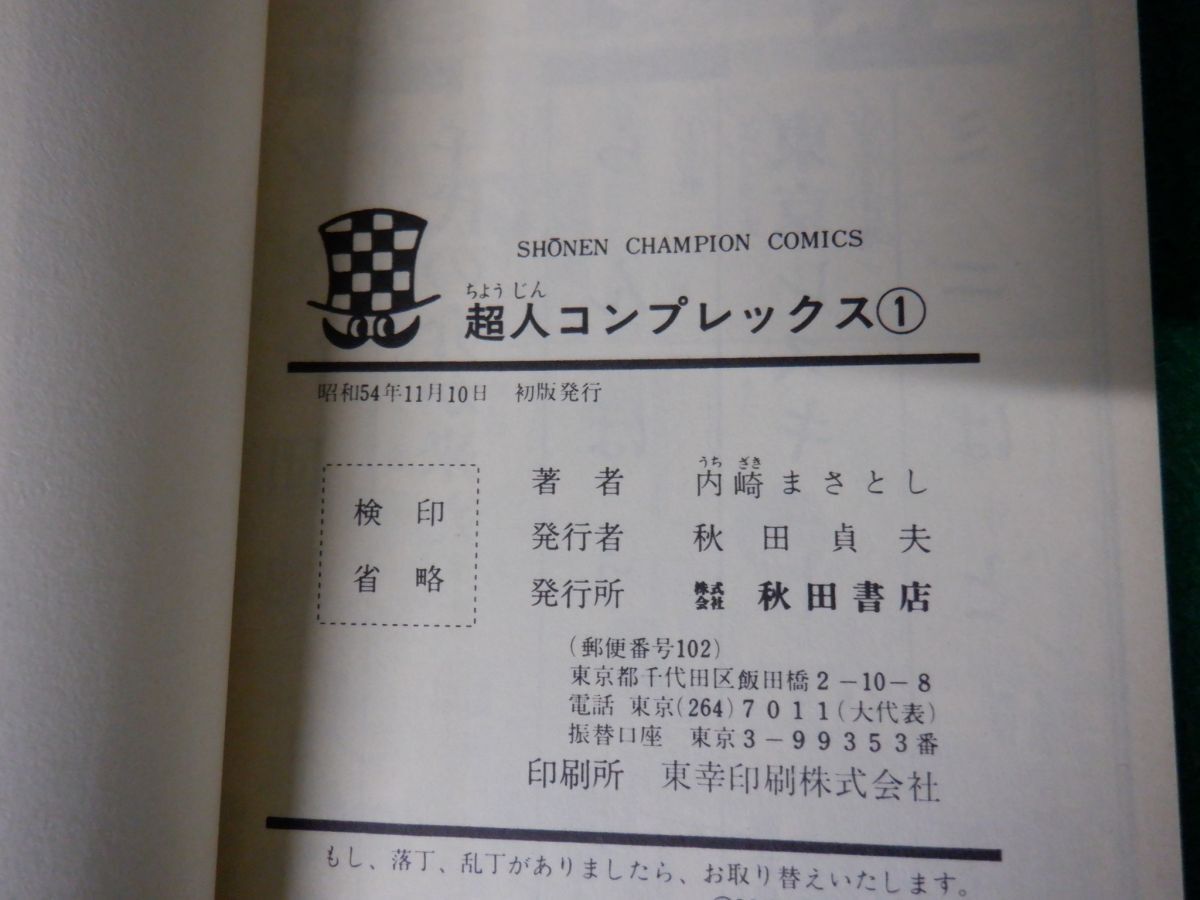 SHŌNEN CHAMPION COMICS
ちようじん
超人コンプレックス①
昭和54年11月10日 初版発行
検印
省略
うち ざき
著者 内崎まさとし
発行者 秋田貞夫
発行所 株式会社 秋田書店
(郵便番号102)
東京都千代田区飯田橋2-10-8
電話 東京(264)7011(大代表)
振替口座 東京3-99353番
印刷所 東幸印刷株式会社
もし、落丁、乱丁がありましたら、お取り替えいたします。